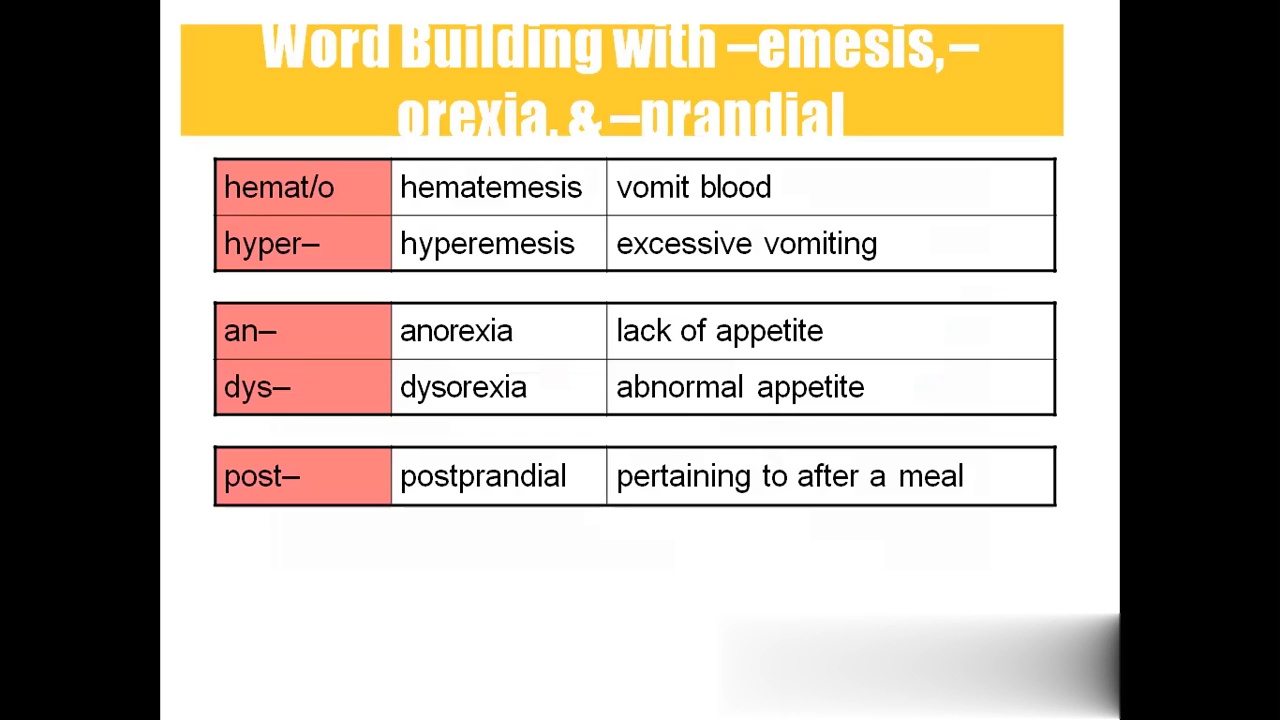 Word Building with –emesis, –
orexia, & –prandial
hemat/o hematemesis vomit blood
hyper– hyperemesis excessive vomiting
an– anorexia lack of appetite
dys– dysorexia abnormal appetite
post– postprandial pertaining to after a meal